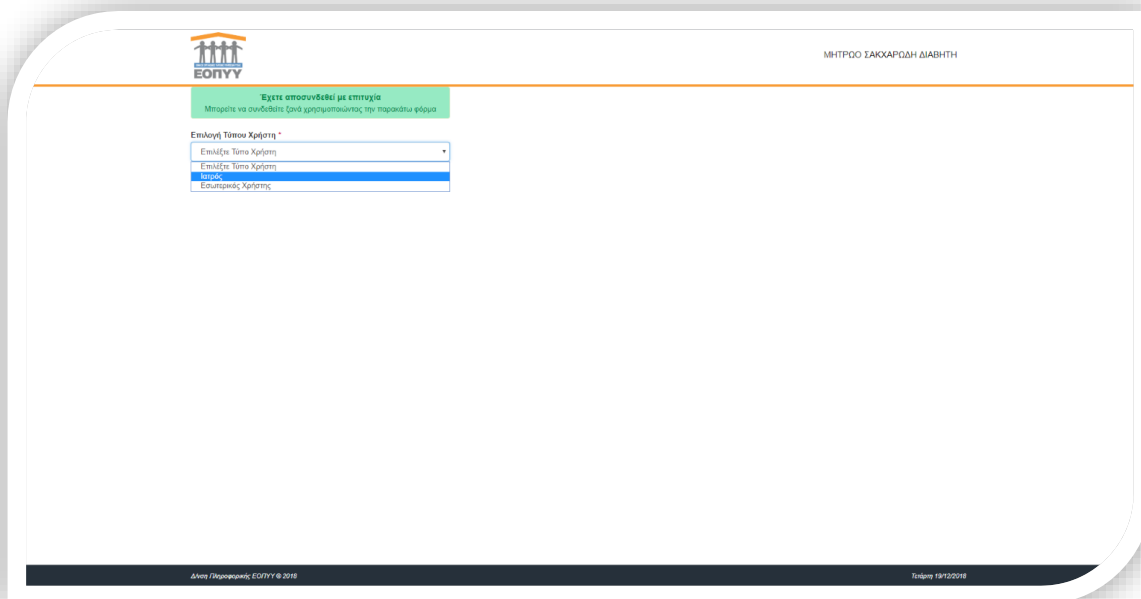 ΕΟΠΥΥ
ΜΗΤΡΩΟ ΣΑΚΧΑΡΩΔΗ ΔΙΑΒΗΤΗ
Έχετε αποσυνδεθεί με επιτυχία
Μπορείτε να συνδεθείτε ξανά χρησιμοποιώντας την παρακάτω φόρμα
Επιλογή Τύπου Χρήστη *
Επιλέξτε Τύπο Χρήστη
Επιλέξτε Τύπο Χρήστη
Ιατρός
Εσωτερικός Χρήστης
Δ/νση Πληροφορικής ΕΟΠΥΥ © 2018
Τετάρτη 19/12/2018